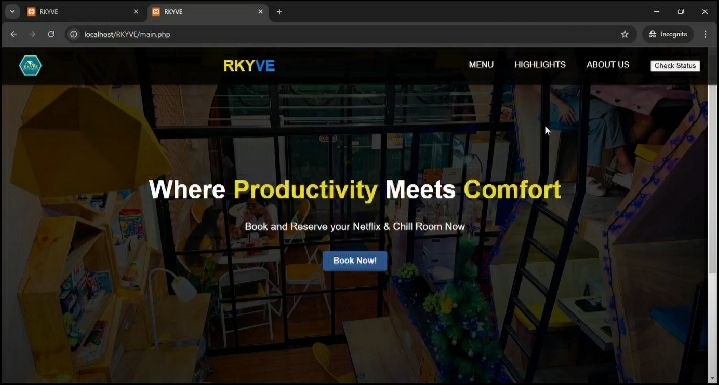 RKYVE
RKYVE
localhost/RKYVE/main.php
Incognito
RKYVE
MENU
HIGHLIGHTS
ABOUT US
Check Status
Where Productivity Meets Comfort
Book and Reserve your Netflix & Chill Room Now
Book Now!